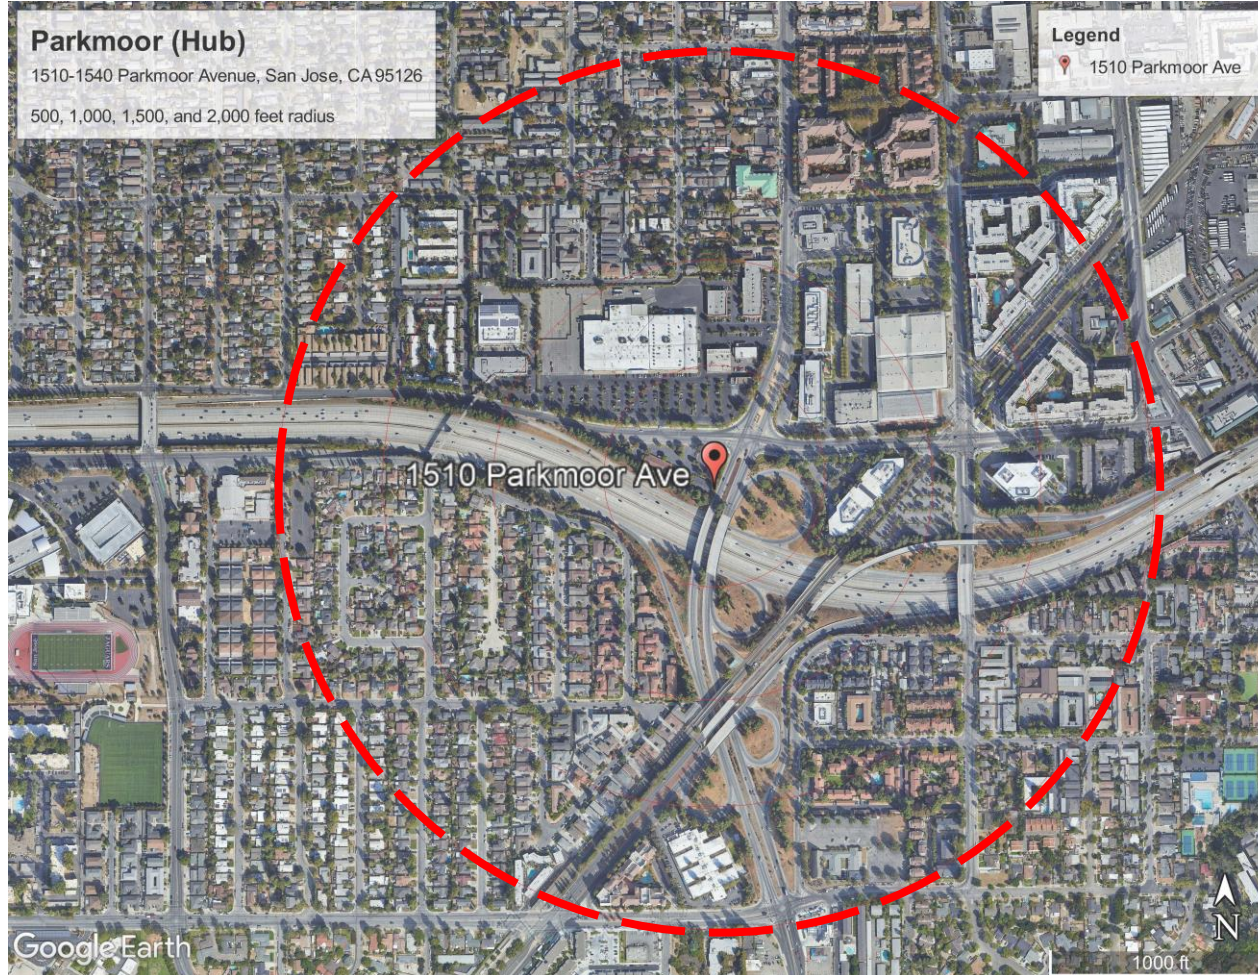 Parkmoor (Hub)
1510-1540 Parkmoor Avenue, San Jose, CA 95126
500, 1,000, 1,500, and 2,000 feet radius
Legend
1510 Parkmoor Ave
1510 Parkmoor Ave
Google Earth
N
1000 ft